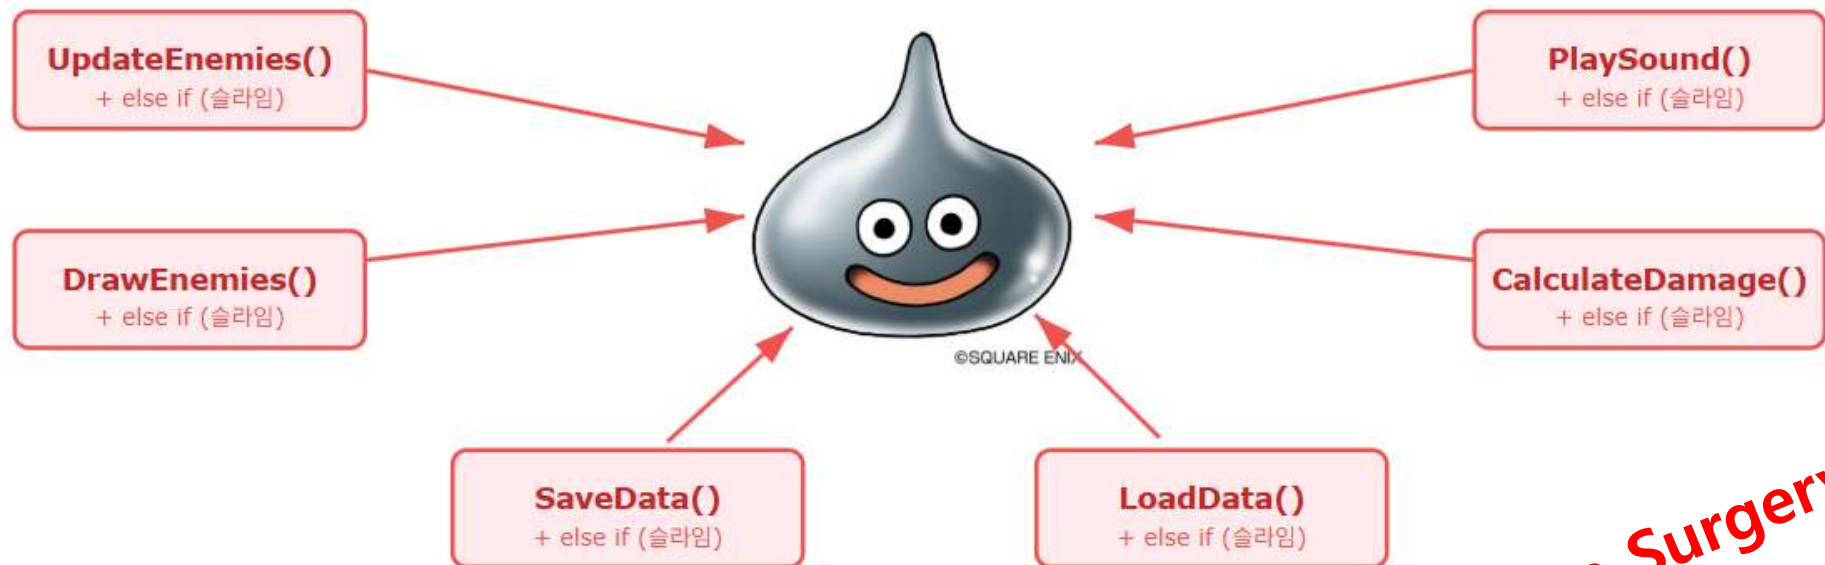 UpdateEnemies()
+ else if (슬라임)
PlaySound()
+ else if (슬라임)
DrawEnemies()
+ else if (슬라임)
CalculateDamage()
+ else if (슬라임)
©SQUARE ENIX
SaveData()
+ else if (슬라임)
LoadData()
+ else if (슬라임)
Surgery